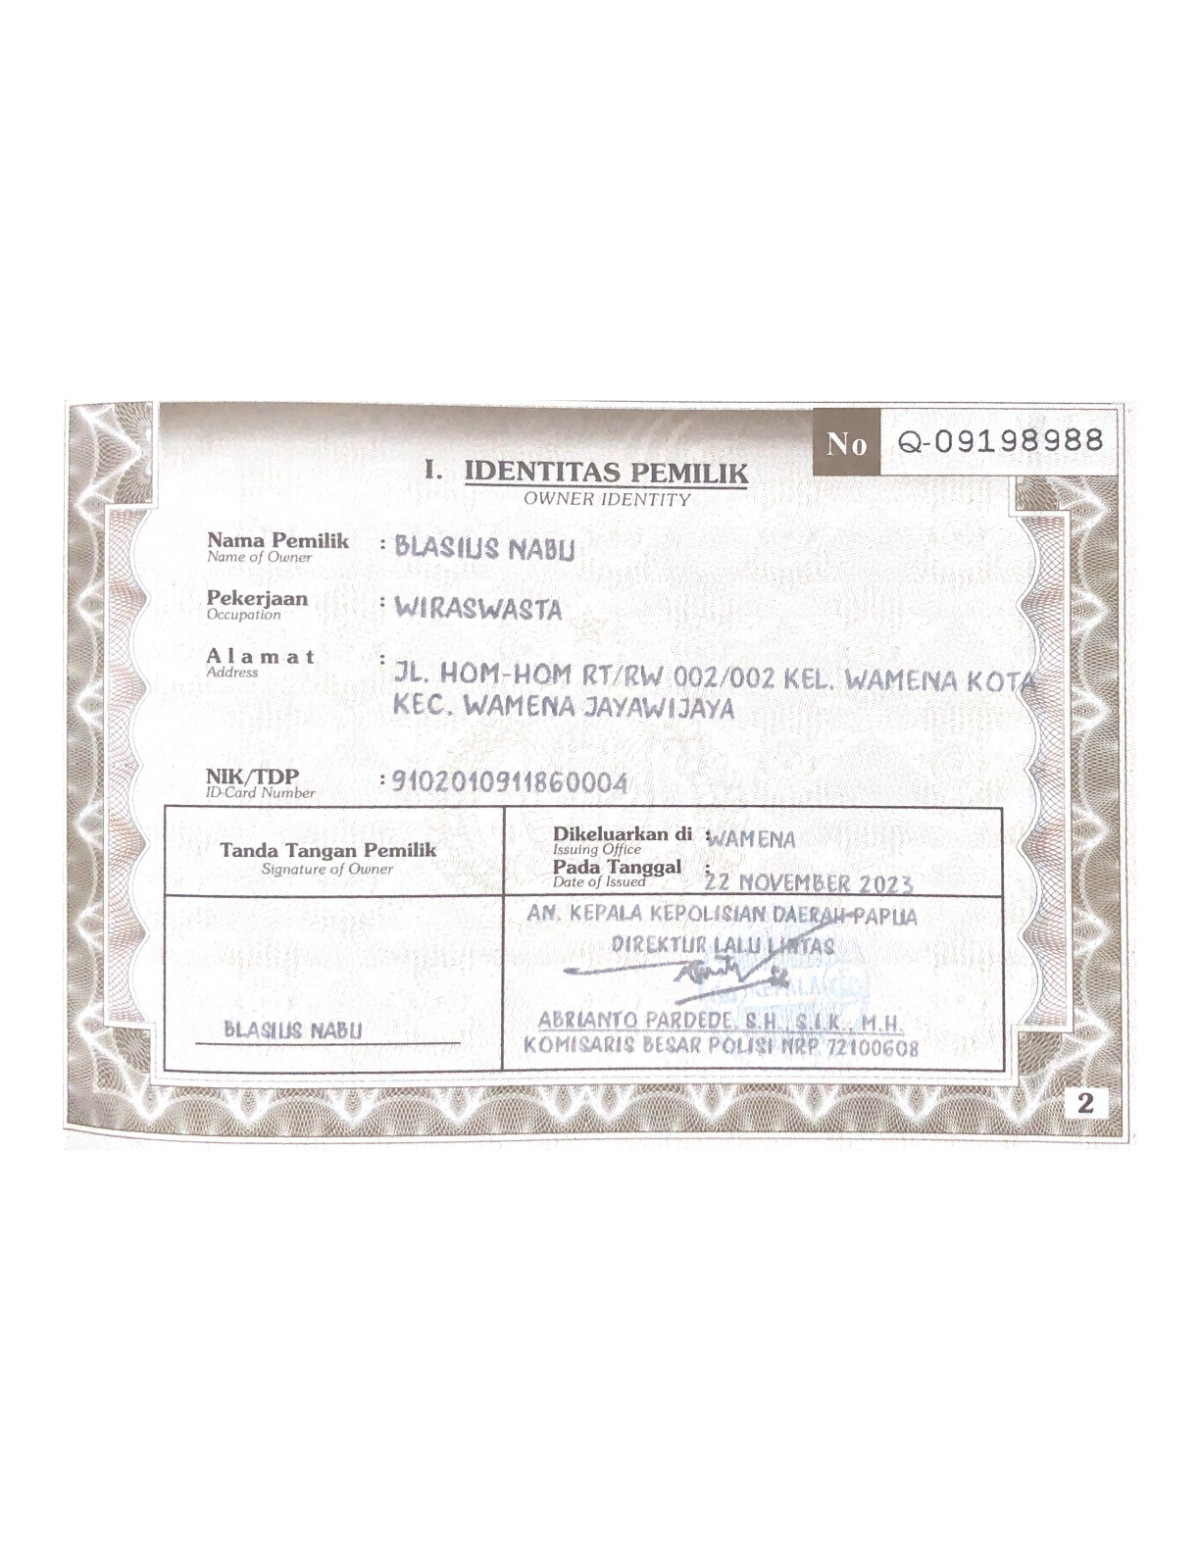 No Q-09198988
I. IDENTITAS PEMILIK
OWNER IDENTITY
Nama Pemilik : BLASIUS NABU
Name of Owner
Pekerjaan : WIRASWASTA
Occupation
Alamat :
Address
JL. HOM-HOM RT/RW 002/002 KEL. WAMENA KOTA
KEC. WAMENA JAYAWIJAYA
NIK/TDP : 9102010911860004
ID-Card Number
Tanda Tangan Pemilik
Signature of Owner
Dikeluarkan di : WAMENA
Issuing Office
Pada Tanggal : 22 NOVEMBER 2023
Date of Issued
AN. KEPALA KEPOLISIAN DAERAH PAPUA
DIREKTUR LALU LINTAS
KEPALA
BLASIUS NABU
ABRIANTO PARDEDE, S.H., S.I.K., M.H.
KOMISARIS BESAR POLISI NRP 72100608
2